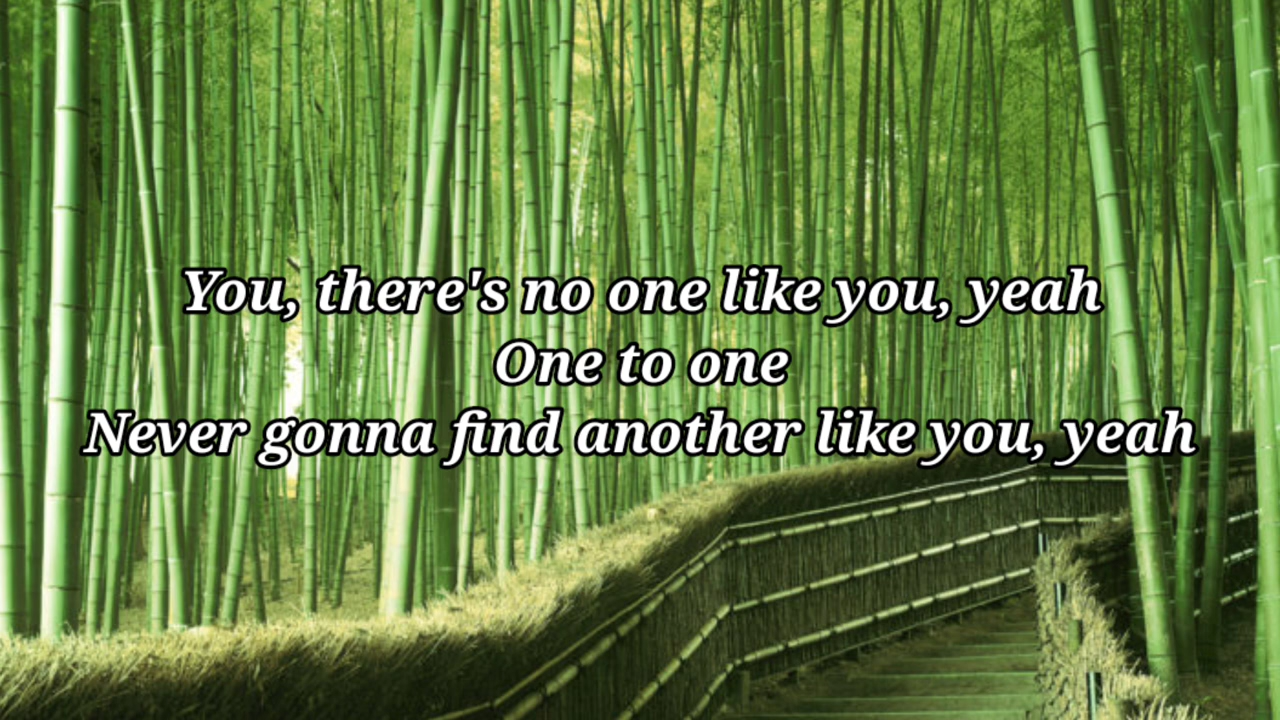 You, there's no one like you, yeah
One to one
Never gonna find another like you, yeah